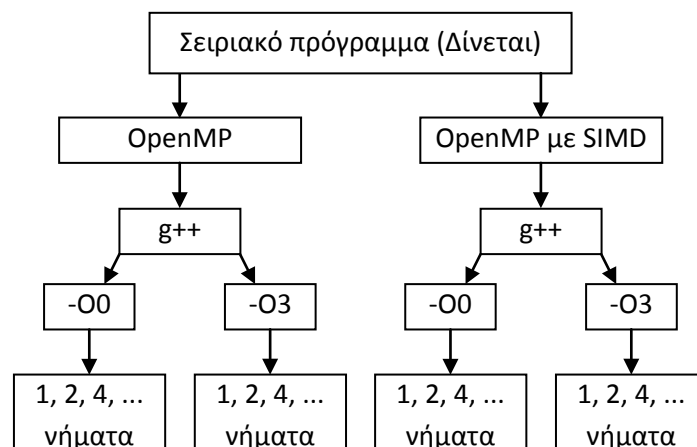 Σειριακό πρόγραμμα (Δίνεται)
OpenMP
OpenMP με SIMD
g++
g++
-O0
-O3
-O0
-O3
1, 2, 4, ...
νήματα
1, 2, 4, ...
νήματα
1, 2, 4, ...
νήματα
1, 2, 4, ...
νήματα